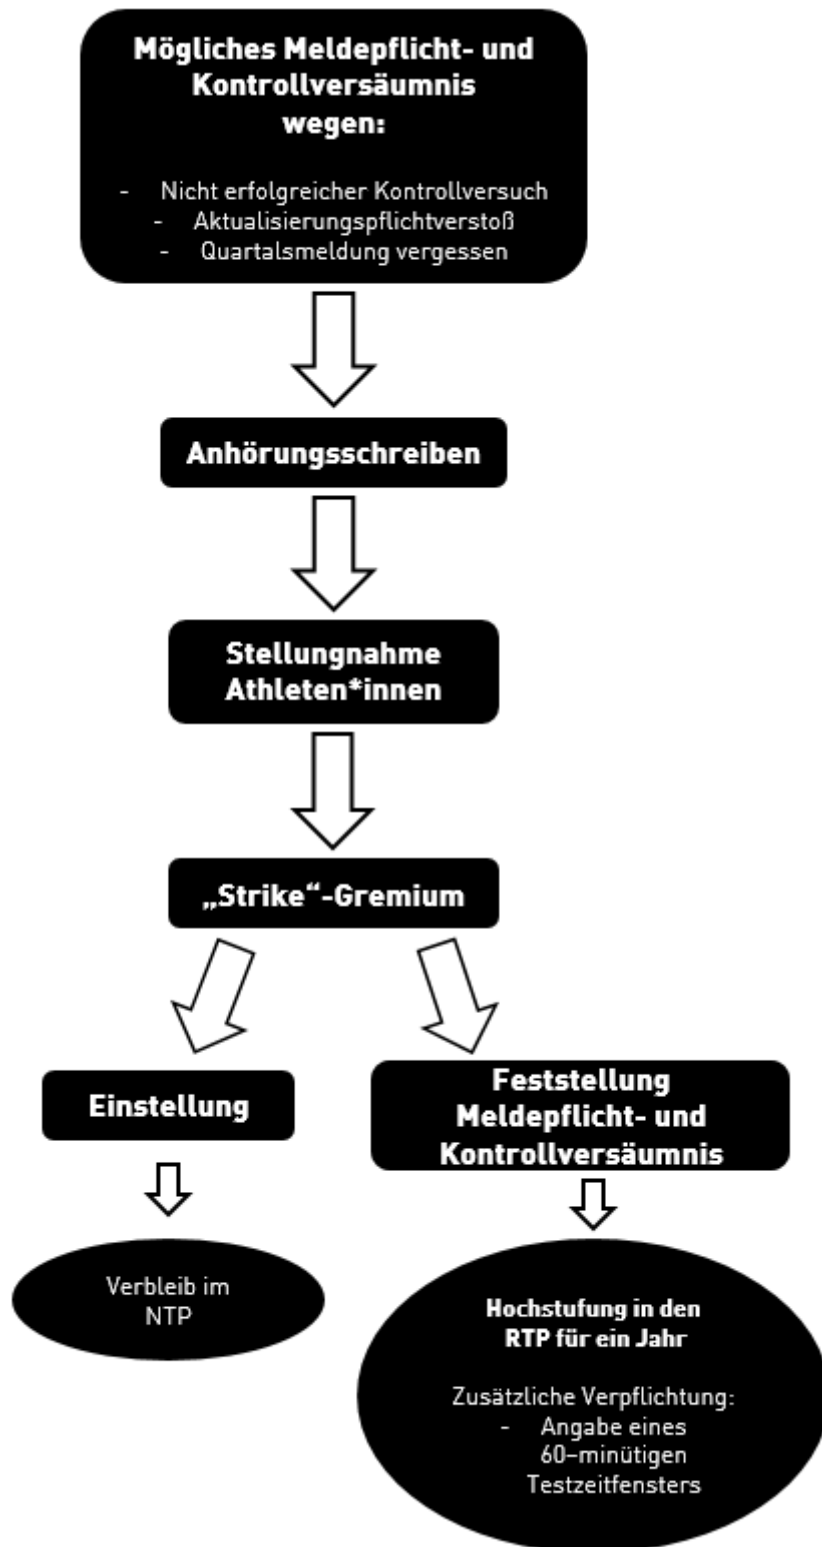 Mögliches Meldepflicht- und
Kontrollversäumnis
wegen:
- Nicht erfolgreicher Kontrollversuch
- Aktualisierungspflichtverstoß
- Quartalsmeldung vergessen
Anhörungsschreiben
Stellungnahme
Athleten*innen
„Strike“-Gremium
Einstellung
Feststellung
Meldepflicht- und
Kontrollversäumnis
Verbleib im
NTP
Hochstufung in den
RTP für ein Jahr
Zusätzliche Verpflichtung:
- Angabe eines
60–minütigen
Testzeitfensters